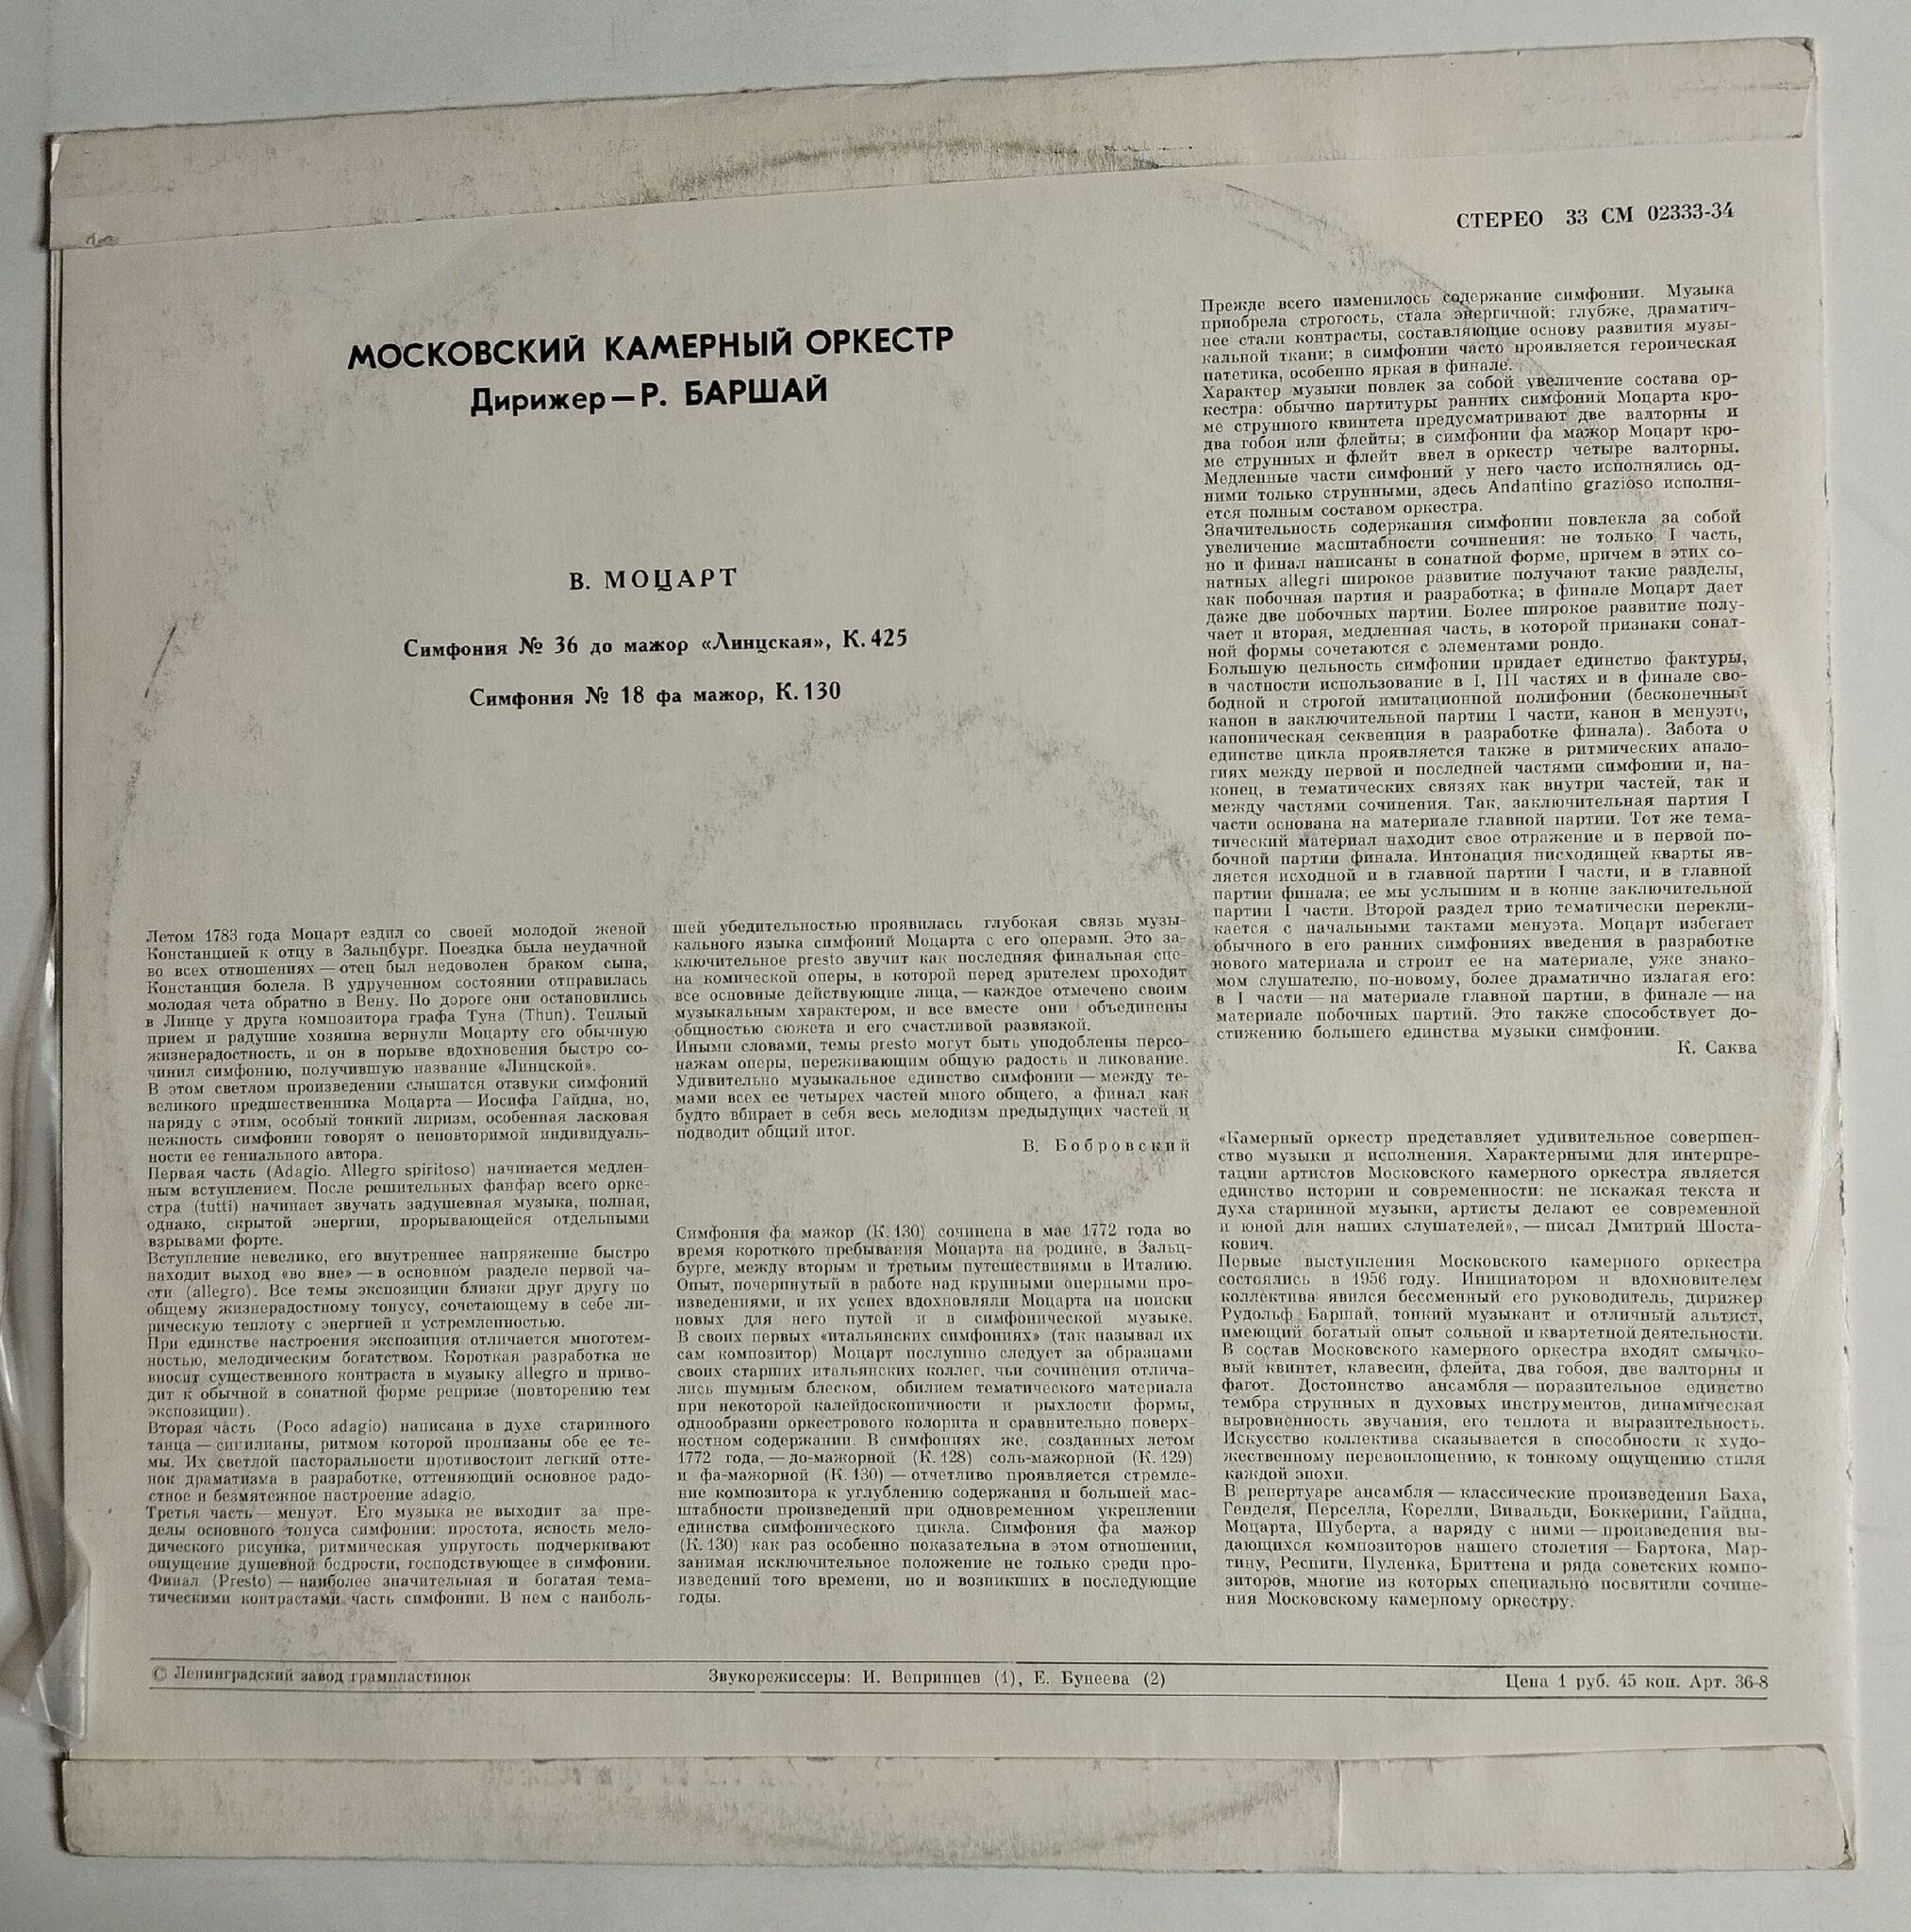 СТЕРЕО 33 СМ 02333-34
МОСКОВСКИЙ КАМЕРНЫЙ ОРКЕСТР
Дирижер — Р. БАРШАЙ
В. МОЦАРТ
Симфония № 36 до мажор «Линцская», К. 425
Симфония № 18 фа мажор, К. 130
Летом 1783 года Моцарт ездил со своей молодой женой
Констанцией к отцу в Зальцбург. Поездка была неудачной
во всех отношениях — отец был недоволен браком сына,
Констанция болела. В удрученном состоянии отправилась
молодая чета обратно в Вену. По дороге они остановились
в Линце у друга композитора графа Туна (Thun). Теплый
прием и радушие хозяина вернули Моцарту его обычную
жизнерадостность, и он в порыве вдохновения быстро со-
чинил симфонию, получившую название «Линцской».
В этом светлом произведении слышатся отзвуки симфоний
великого предшественника Моцарта — Иосифа Гайдна, но,
наряду с этим, особый тонкий лиризм, особенная ласковая
нежность симфонии говорят о неповторимой индивидуаль-
ности ее гениального автора.
Первая часть (Adagio. Allegro spiritoso) начинается медлен-
ным вступлением. После решительных фанфар всего орке-
стра (tutti) начинает звучать задушевная музыка, полная,
однако, скрытой энергии, прорывающейся отдельными
взрывами форте.
Вступление невелико, его внутреннее напряжение быстро
находит выход «во вне» — в основном разделе первой ча-
сти (allegro). Все темы экспозиции близки друг другу по
общему жизнерадостному тонусу, сочетающему в себе ли-
рическую теплоту с энергией и устремленностью.
При единстве настроения экспозиция отличается многотем-
ностью, мелодическим богатством. Короткая разработка не
вносит существенного контраста в музыку allegro и приво-
дит к обычной в сонатной форме репризе (повторению тем
экспозиции).
Вторая часть (Poco adagio) написана в духе старинного
танца — сицилианы, ритмом которой пронизаны обе ее те-
мы. Их светлой пасторальности противостоит легкий отте-
нок драматизма в разработке, оттеняющий основное радо-
стное и безмятежное настроение adagio.
Третья часть — менуэт. Его музыка не выходит за пре-
делы основного тонуса симфонии: простота, ясность мело-
дического рисунка, ритмическая упругость подчеркивают
ощущение душевной бодрости, господствующее в симфонии.
Финал (Presto) — наиболее значительная и богатая тема-
тическими контрастами часть симфонии. В нем с наиболь-
шей убедительностью проявилась глубокая связь музы-
кального языка симфоний Моцарта с его операми. Это за-
ключительное presto звучит как последняя финальная сце-
на комической оперы, в которой перед зрителем проходят
все основные действующие лица, — каждое отмечено своим
музыкальным характером, и все вместе они объединены
общностью сюжета и его счастливой развязкой.
Иными словами, темы presto могут быть уподоблены персо-
нажам оперы, переживающим общую радость и ликование.
Удивительно музыкальное единство симфонии — между те-
мами всех ее четырех частей много общего, а финал как
будто вбирает в себя весь мелодизм предыдущих частей и
подводит общий итог.
В. Бобровский
Симфония фа мажор (К. 130) сочинена в мае 1772 года во
время короткого пребывания Моцарта на родине, в Зальц-
бурге, между вторым и третьим путешествиями в Италию.
Опыт, почерпнутый в работе над крупными оперными про-
изведениями, и их успех вдохновляли Моцарта на поиски
новых для него путей и в симфонической музыке.
В своих первых «итальянских симфониях» (так называл их
сам композитор) Моцарт послушно следует за образцами
своих старших итальянских коллег, чьи сочинения отлича-
лись шумным блеском, обилием тематического материала
при некоторой калейдоскопичности и рыхлости формы,
однообразии оркестрового колорита и сравнительно поверх-
ностном содержании. В симфониях же, созданных летом
1772 года, — до-мажорной (К. 128) соль-мажорной (К. 129)
и фа-мажорной (К. 130) — отчетливо проявляется стремле-
ние композитора к углублению содержания и большей мас-
штабности произведений при одновременном укреплении
единства симфонического цикла. Симфония фа мажор
(К. 130) как раз особенно показательна в этом отношении,
занимая исключительное положение не только среди про-
изведений того времени, но и возникших в последующие
годы.
Прежде всего изменилось содержание симфонии. Музыка
приобрела строгость, стала энергичной; глубже, драматич-
нее стали контрасты, составляющие основу развития музы-
кальной ткани; в симфонии часто проявляется героическая
патетика, особенно яркая в финале.
Характер музыки повлек за собой увеличение состава ор-
кестра: обычно партитуры ранних симфоний Моцарта кро-
ме струнного квинтета предусматривают две валторны и
два гобоя или флейты; в симфонии фа мажор Моцарт кро-
ме струнных и флейт ввел в оркестр четыре валторны.
Медленные части симфоний у него часто исполнялись од-
ними только струнными, здесь Andantino grazioso исполня-
ется полным составом оркестра.
Значительность содержания симфонии повлекла за собой
увеличение масштабности сочинения: не только I часть,
но и финал написаны в сонатной форме, причем в этих со-
натных allegri широкое развитие получают такие разделы,
как побочная партия и разработка; в финале Моцарт дает
даже две побочных партии. Более широкое развитие полу-
чает и вторая, медленная часть, в которой признаки сонат-
ной формы сочетаются с элементами рондо.
Большую цельность симфонии придает единство фактуры,
в частности использование в I, III частях и в финале сво-
бодной и строгой имитационной полифонии (бесконечный
канон в заключительной партии I части, канон в менуэте,
каноническая секвенция в разработке финала). Забота о
единстве цикла проявляется также в ритмических анало-
гиях между первой и последней частями симфонии и, на-
конец, в тематических связях как внутри частей, так и
между частями сочинения. Так, заключительная партия I
части основана на материале главной партии. Тот же тема-
тический материал находит свое отражение и в первой по-
бочной партии финала. Интонация нисходящей кварты яв-
ляется исходной и в главной партии I части, и в главной
партии финала; ее мы услышим и в конце заключительной
партии I части. Второй раздел трио тематически перекли-
кается с начальными тактами менуэта. Моцарт избегает
обычного в его ранних симфониях введения в разработке
нового материала и строит ее на материале, уже знако-
мом слушателю, по-новому, более драматично излагая его:
в I части — на материале главной партии, в финале — на
материале побочных партий. Это также способствует до-
стижению большего единства музыки симфонии.
К. Саква
«Камерный оркестр представляет удивительное совершен-
ство музыки и исполнения. Характерными для интерпре-
тации артистов Московского камерного оркестра является
единство истории и современности: не искажая текста и
духа старинной музыки, артисты делают ее современной
и юной для наших слушателей», — писал Дмитрий Шоста-
кович.
Первые выступления Московского камерного оркестра
состоялись в 1956 году. Инициатором и вдохновителем
коллектива явился бессменный его руководитель, дирижер
Рудольф Баршай, тонкий музыкант и отличный альтист,
имеющий богатый опыт сольной и квартетной деятельности.
В состав Московского камерного оркестра входят смычко-
вый квинтет, клавесин, флейта, два гобоя, две валторны и
фагот. Достоинство ансамбля — поразительное единство
тембра струнных и духовых инструментов, динамическая
выровненность звучания, его теплота и выразительность.
Искусство коллектива сказывается в способности к худо-
жественному перевоплощению, к тонкому ощущению стиля
каждой эпохи.
В репертуаре ансамбля — классические произведения Баха,
Генделя, Перселла, Корелли, Вивальди, Боккерини, Гайдна,
Моцарта, Шуберта, а наряду с ними — произведения вы-
дающихся композиторов нашего столетия — Бартока, Мар-
тину, Респиги, Пуленка, Бриттена и ряда советских компо-
зиторов, многие из которых специально посвятили сочине-
ния Московскому камерному оркестру.
© Ленинградский завод грампластинок
Звукорежиссеры: И. Вепринцев (1), Е. Бунеева (2)
Цена 1 руб. 45 коп. Арт. 36-8